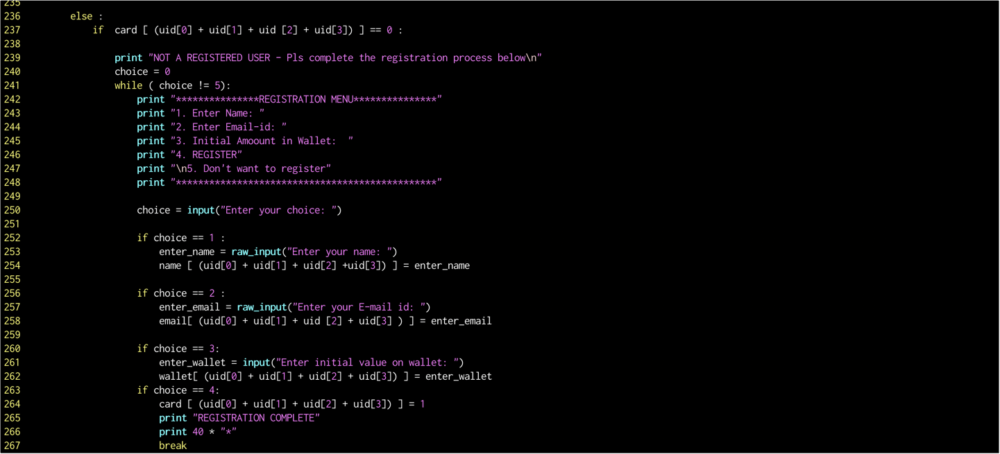 235
236         else :
237             if  card [ (uid[0] + uid[1] + uid [2] + uid[3]) ] == 0 :
238
239                 print "NOT A REGISTERED USER - Pls complete the registration process below\n"
240                 choice = 0
241                 while ( choice != 5):
242                     print "***************REGISTRATION MENU***************"
243                     print "1. Enter Name: "
244                     print "2. Enter Email-id: "
245                     print "3. Initial Amoount in Wallet:  "
246                     print "4. REGISTER"
247                     print "\n5. Don't want to register"
248                     print "***********************************************"
249
250                     choice = input("Enter your choice: ")
251
252                     if choice == 1 :
253                         enter_name = raw_input("Enter your name: ")
254                         name [ (uid[0] + uid[1] + uid[2] +uid[3]) ] = enter_name
255
256                     if choice == 2 :
257                         enter_email = raw_input("Enter your E-mail id: ")
258                         email[ (uid[0] + uid[1] + uid [2] + uid[3] ) ] = enter_email
259
260                     if choice == 3:
261                         enter_wallet = input("Enter initial value on wallet: ")
262                         wallet[ (uid[0] + uid[1] + uid[2] + uid[3]) ] = enter_wallet
263                     if choice == 4:
264                         card [ (uid[0] + uid[1] + uid[2] + uid[3]) ] = 1
265                         print "REGISTRATION COMPLETE"
266                         print 40 * "*"
267                         break